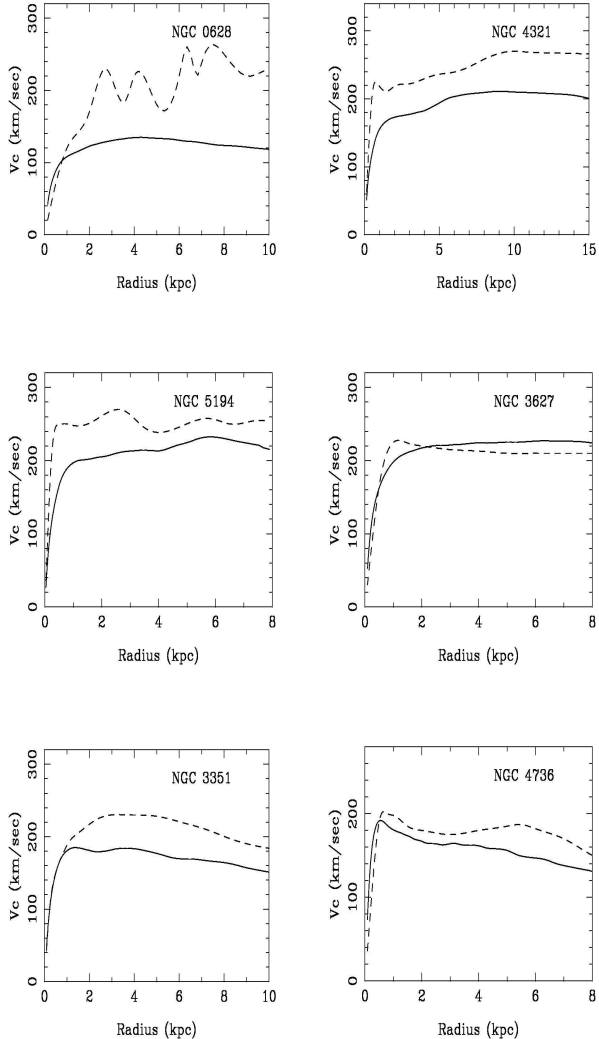 NGC 0628
Vc (km/sec)
300
200
100
0
0 2 4 6 8 10
Radius (kpc)
NGC 4321
Vc (km/sec)
300
200
100
0
0 5 10 15
Radius (kpc)
NGC 5194
Vc (km/sec)
300
200
100
0
0 2 4 6 8
Radius (kpc)
NGC 3627
Vc (km/sec)
300
200
100
0
0 2 4 6 8
Radius (kpc)
NGC 3351
Vc (km/sec)
300
200
100
0
0 2 4 6 8 10
Radius (kpc)
NGC 4736
Vc (km/sec)
200
100
0
0 2 4 6 8
Radius (kpc)